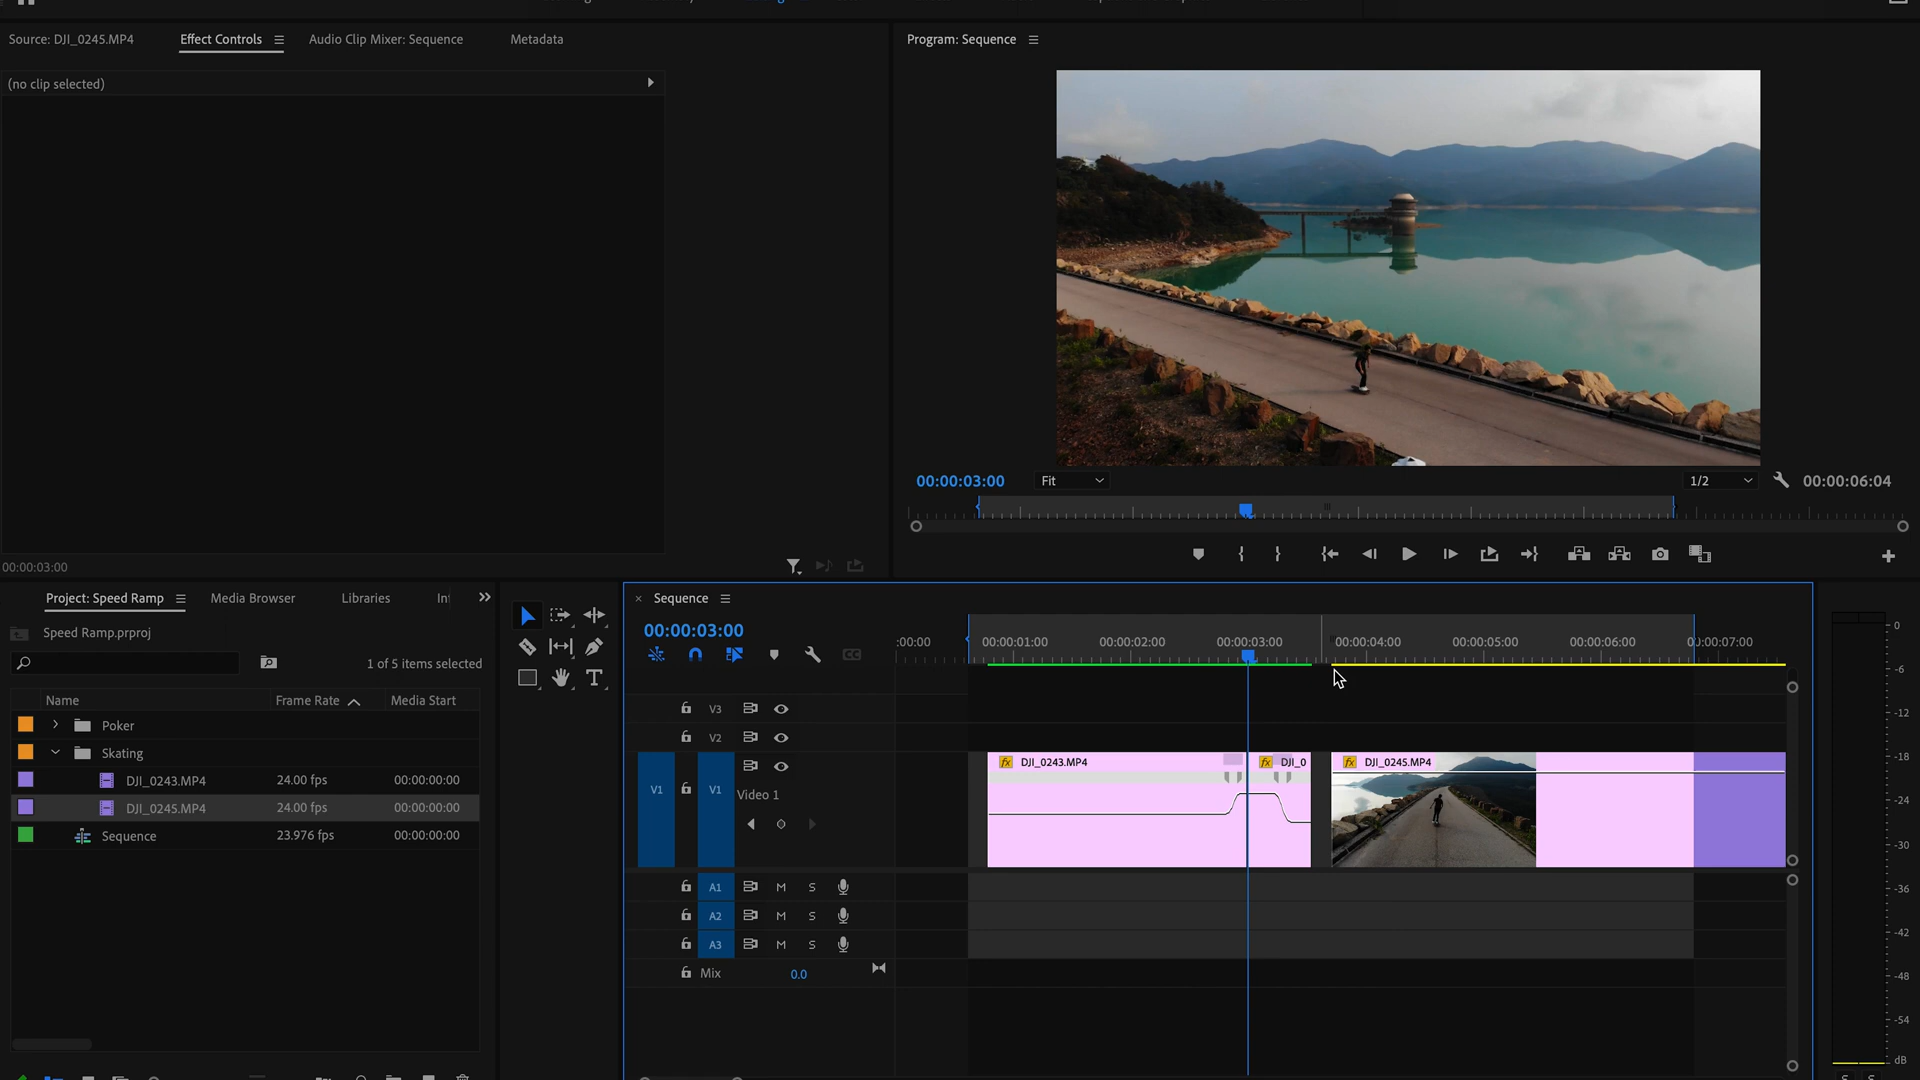 Source: DJI_0245.MP4
Effect Controls
Audio Clip Mixer: Sequence
Metadata
(no clip selected)
00:00:03:00
Program: Sequence
00:00:03:00
Fit
1/2
00:00:06:04
Project: Speed Ramp
Media Browser
Libraries
Speed Ramp.prproj
1 of 5 items selected
Name
Frame Rate
Media Start
Poker
Skating
DJI_0243.MP4
24.00 fps
00:00:00:00
DJI_0245.MP4
24.00 fps
00:00:00:00
Sequence
23.976 fps
00:00:00:00
T
Sequence
00:00:03:00
:00:00
00:00:01:00
00:00:02:00
00:00:03:00
00:00:04:00
00:00:05:00
00:00:06:00
00:00:07:00
V3
V2
V1
V1
Video 1
fx
DJI_0243.MP4
fx
DJI_0
fx
DJI_0245.MP4
A1
M
S
A2
M
S
A3
M
S
Mix
0.0
0
-6
-12
-18
-24
-30
-36
-42
-48
-54
dB